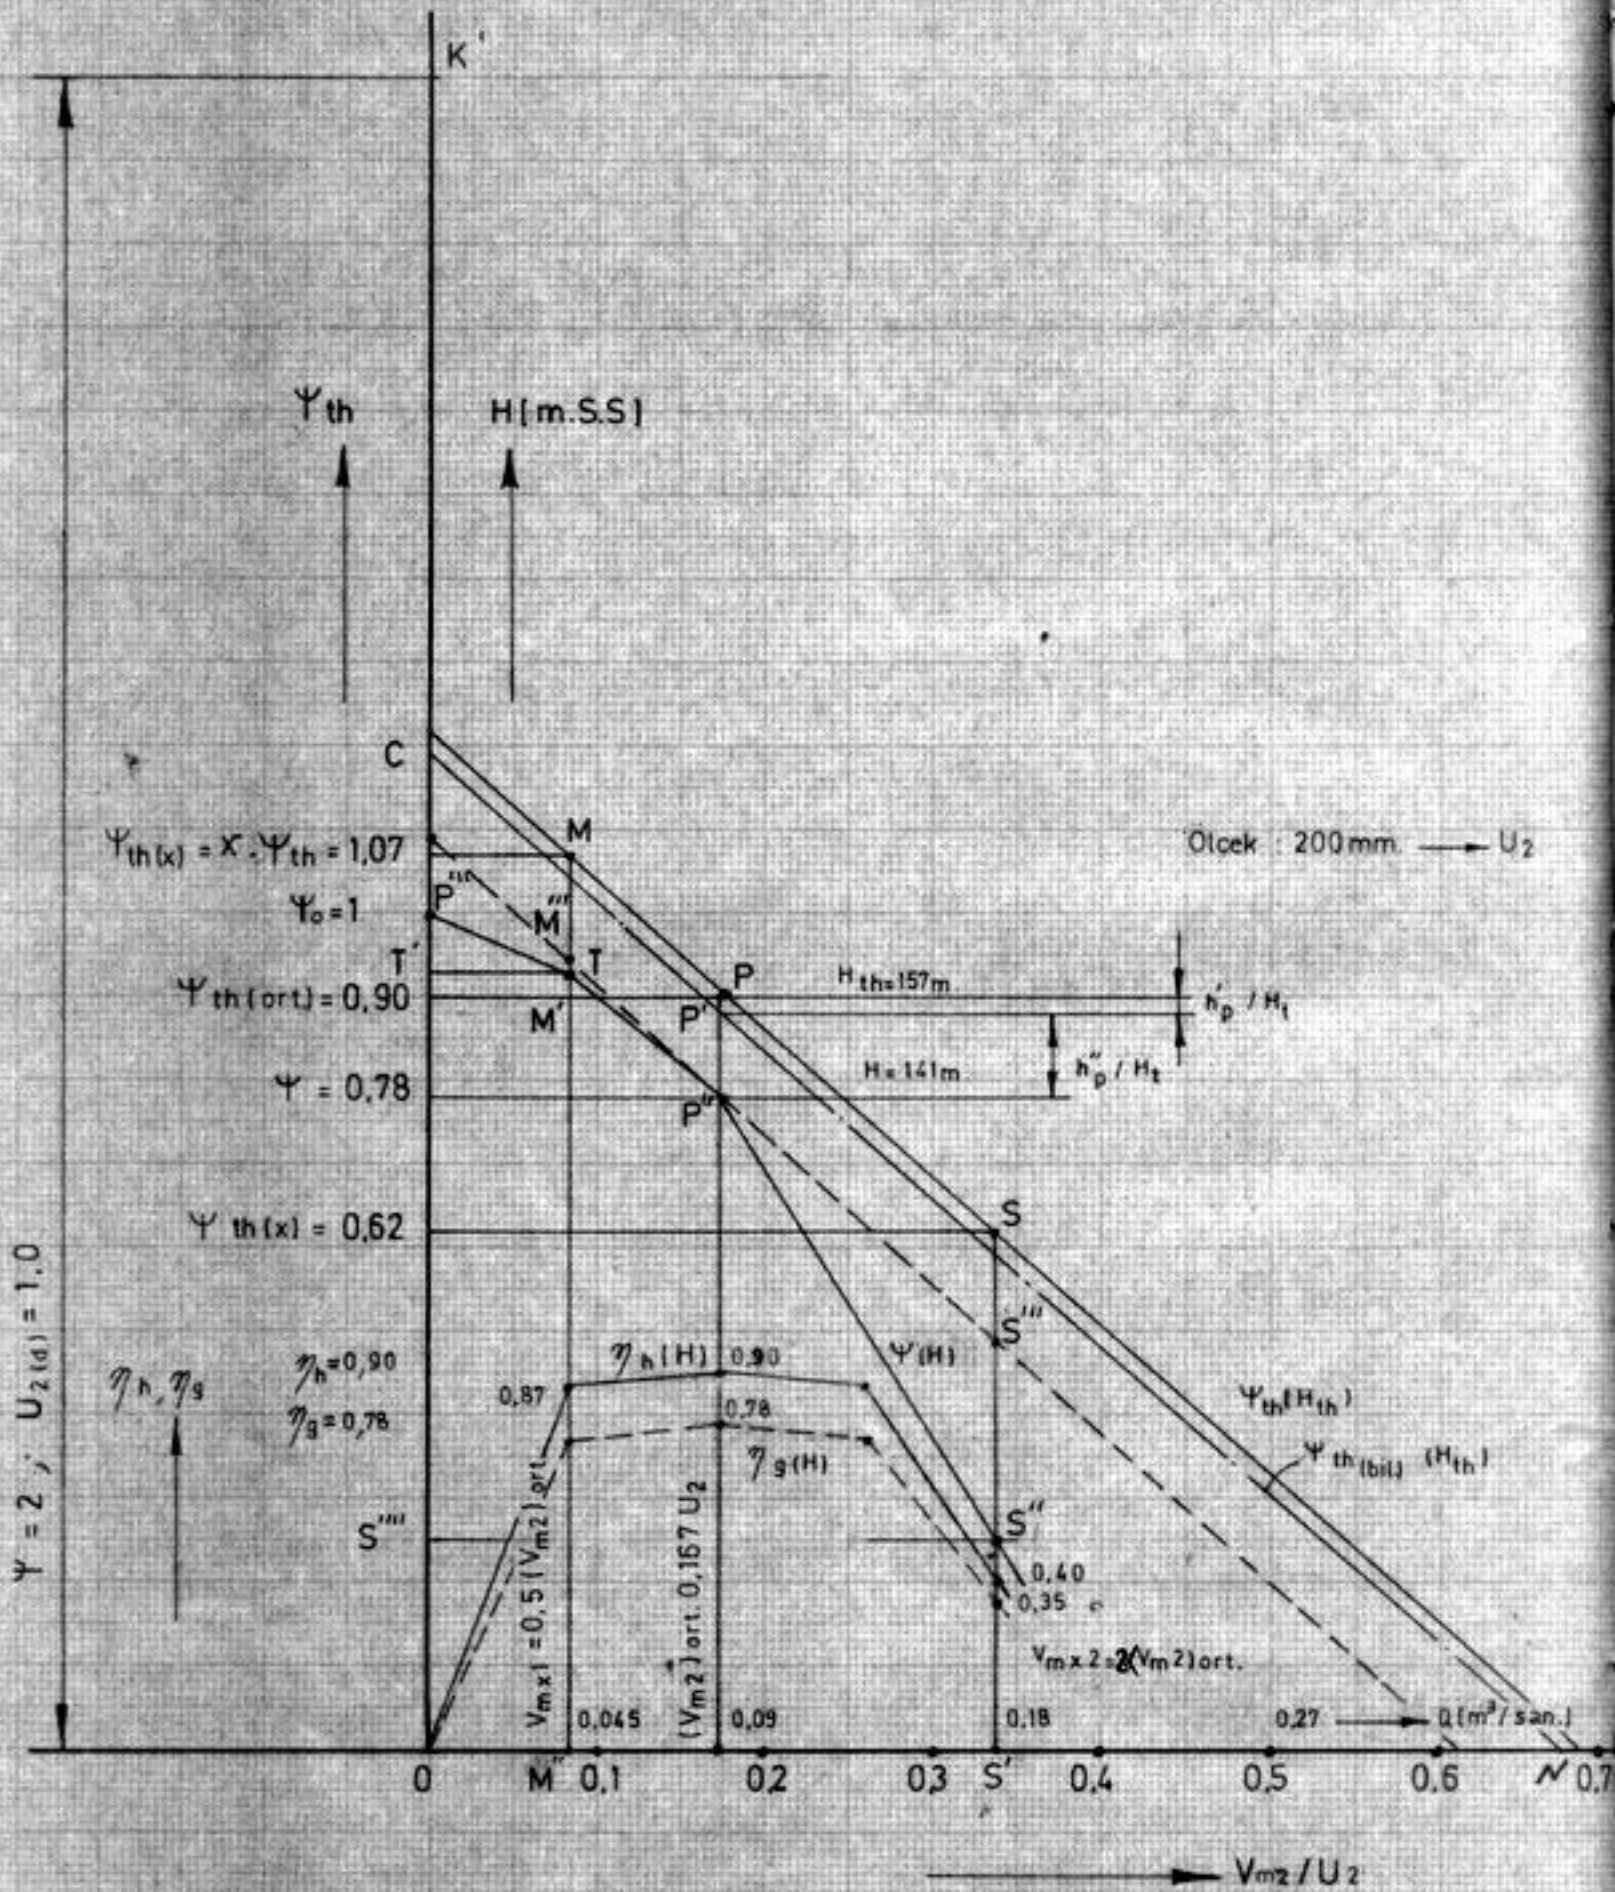 K'
Ψth
H[m.S.S]
C
M
Ψth(x) = x.Ψth = 1,07
Ölçek : 200 mm. → U2
P''''
Ψo = 1
M'''
T'
T
P
Hth=157m
Ψth(ort.) = 0,90
h'p / Ht
M'
P'
Ψ = 0,78
H = 141m
h''p / Ht
P''
Ψ th(x) = 0,62
S
S'''
Ψ = 2 ; U2(d) = 1.0
ηh, ηg
ηh=0,90
ηh(H)
0,90
Ψ(H)
0,87
Ψth(Hth)
ηg=0,78
0,78
ηg(H)
Ψ th(bil) (Hth)
S''''
S''
0,40
0,35
Vmx1 = 0,5 (Vm2) ort.
(Vm2) ort. 0,167 U2
Vmx2=2(Vm2)ort.
0,045
0,09
0,18
0,27
Q (m³/san.)
0
M''
0,1
0,2
0,3
S'
0,4
0,5
0,6
N
0,7
Vm2 / U2